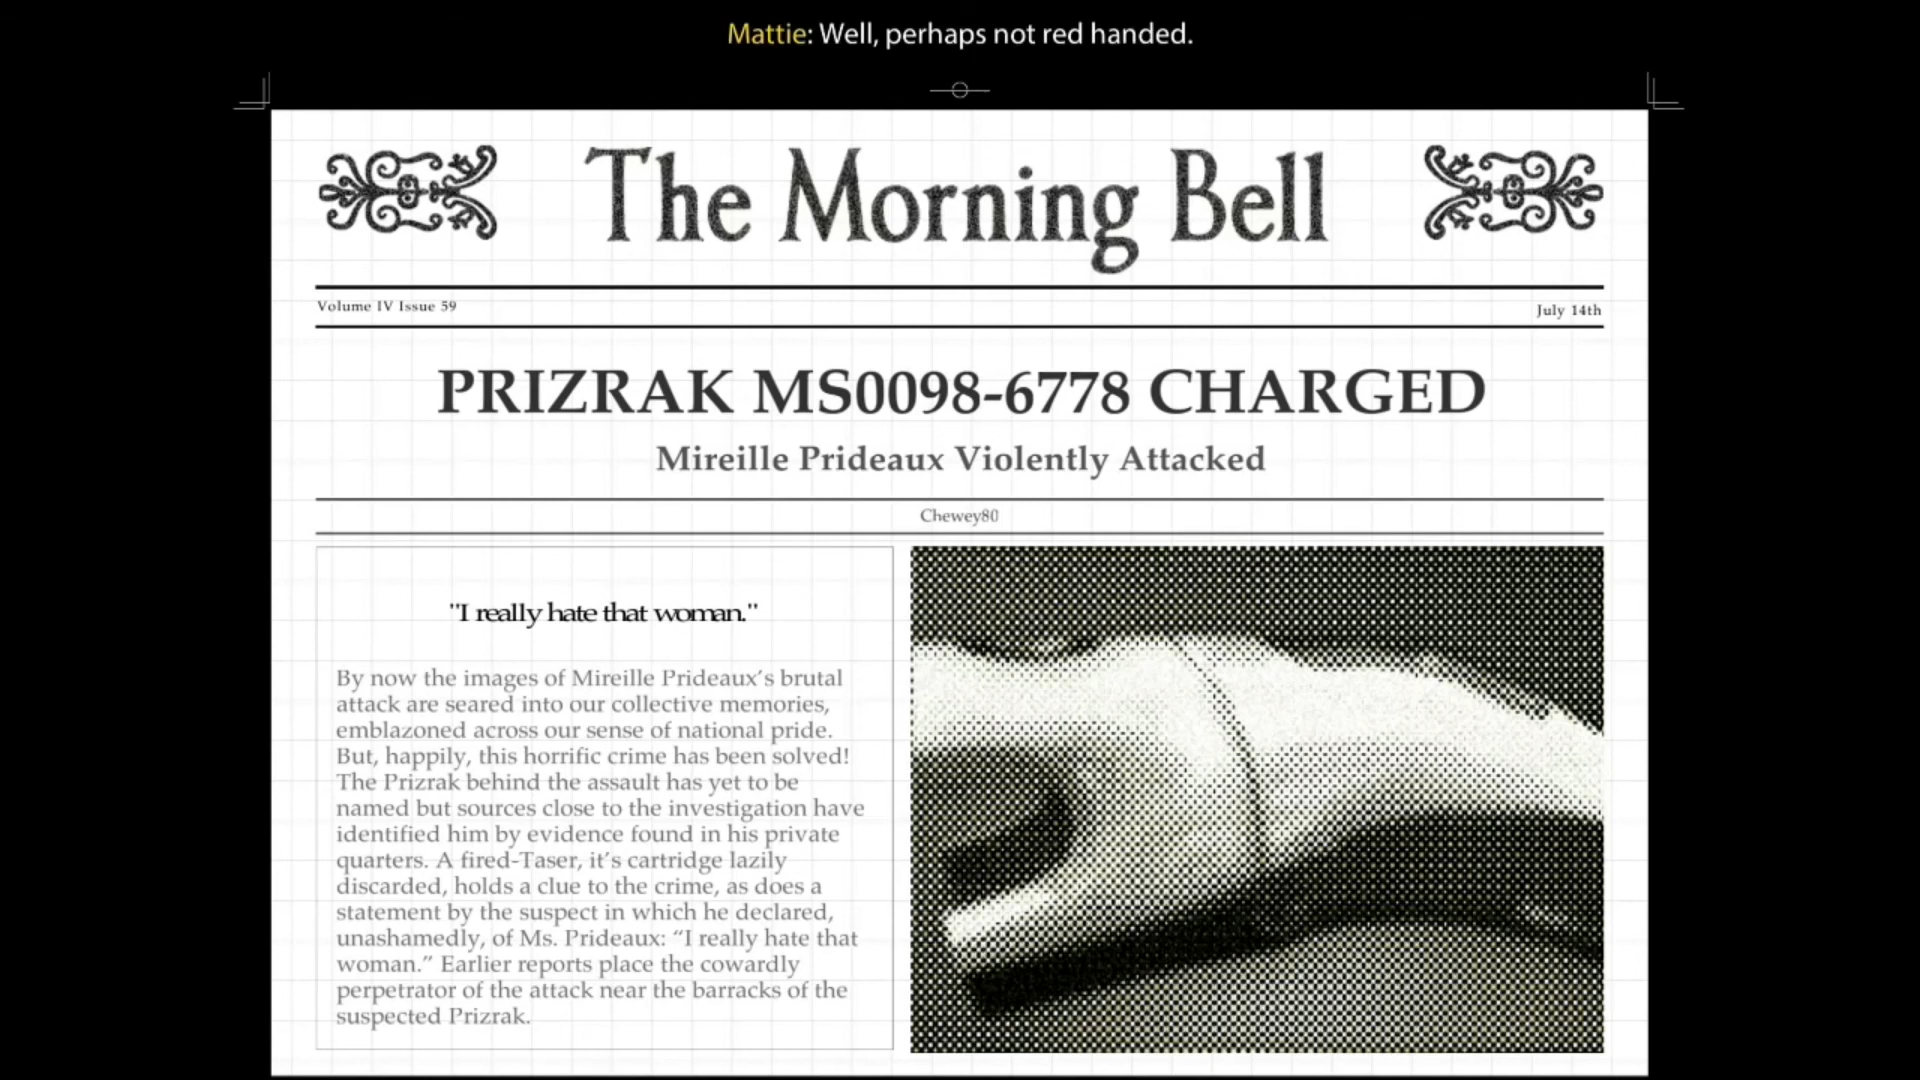 Mattie: Well, perhaps not red handed.
The Morning Bell
Volume IV Issue 59
July 14th
PRIZRAK MS0098-6778 CHARGED
Mireille Prideaux Violently Attacked
Chewey80
"I really hate that woman."
By now the images of Mireille Prideaux's brutal
attack are seared into our collective memories,
emblazoned across our sense of national pride.
But, happily, this horrific crime has been solved!
The Prizrak behind the assault has yet to be
named but sources close to the investigation have
identified him by evidence found in his private
quarters. A fired-Taser, it's cartridge lazily
discarded, holds a clue to the crime, as does a
statement by the suspect in which he declared,
unashamedly, of Ms. Prideaux: “I really hate that
woman.” Earlier reports place the cowardly
perpetrator of the attack near the barracks of the
suspected Prizrak.